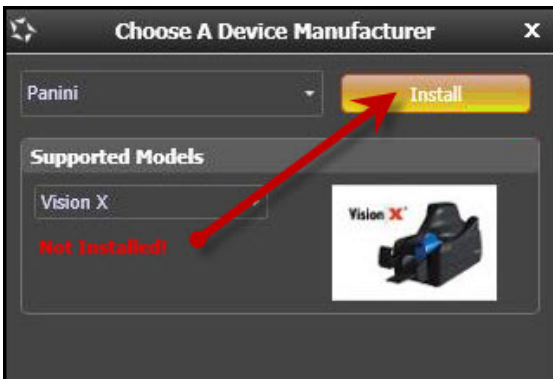 Choose A Device Manufacturer X
Panini Install
Supported Models
Vision X
Vision X
Not Installed!